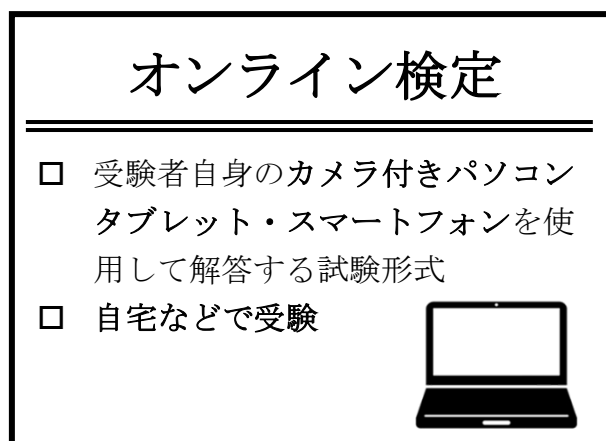 オンライン検定
□ 受験者自身のカメラ付きパソコン
タブレット・スマートフォンを使
用して解答する試験形式
□ 自宅などで受験